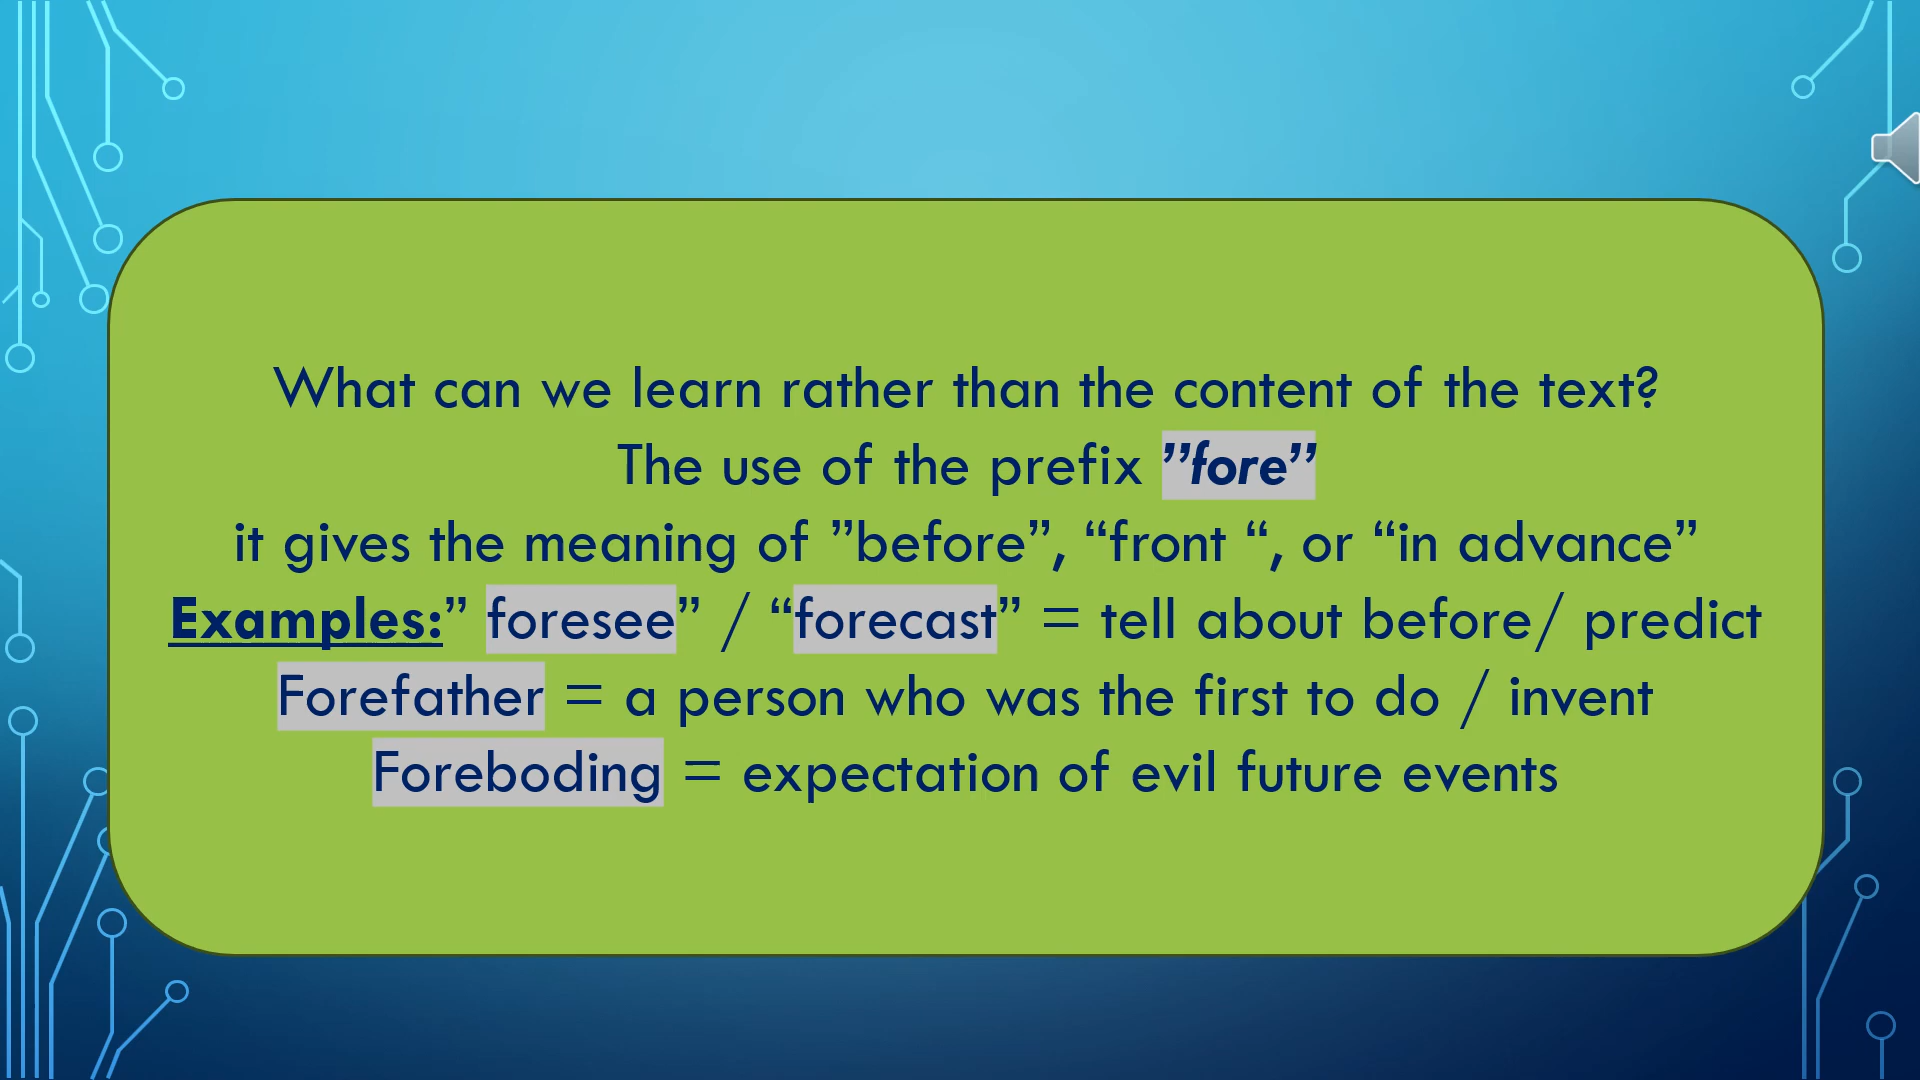 What can we learn rather than the content of the text?
The use of the prefix ”fore”
it gives the meaning of ”before”, “front “, or “in advance”
Examples:” foresee” / “forecast” = tell about before/ predict
Forefather = a person who was the first to do / invent
Foreboding = expectation of evil future events